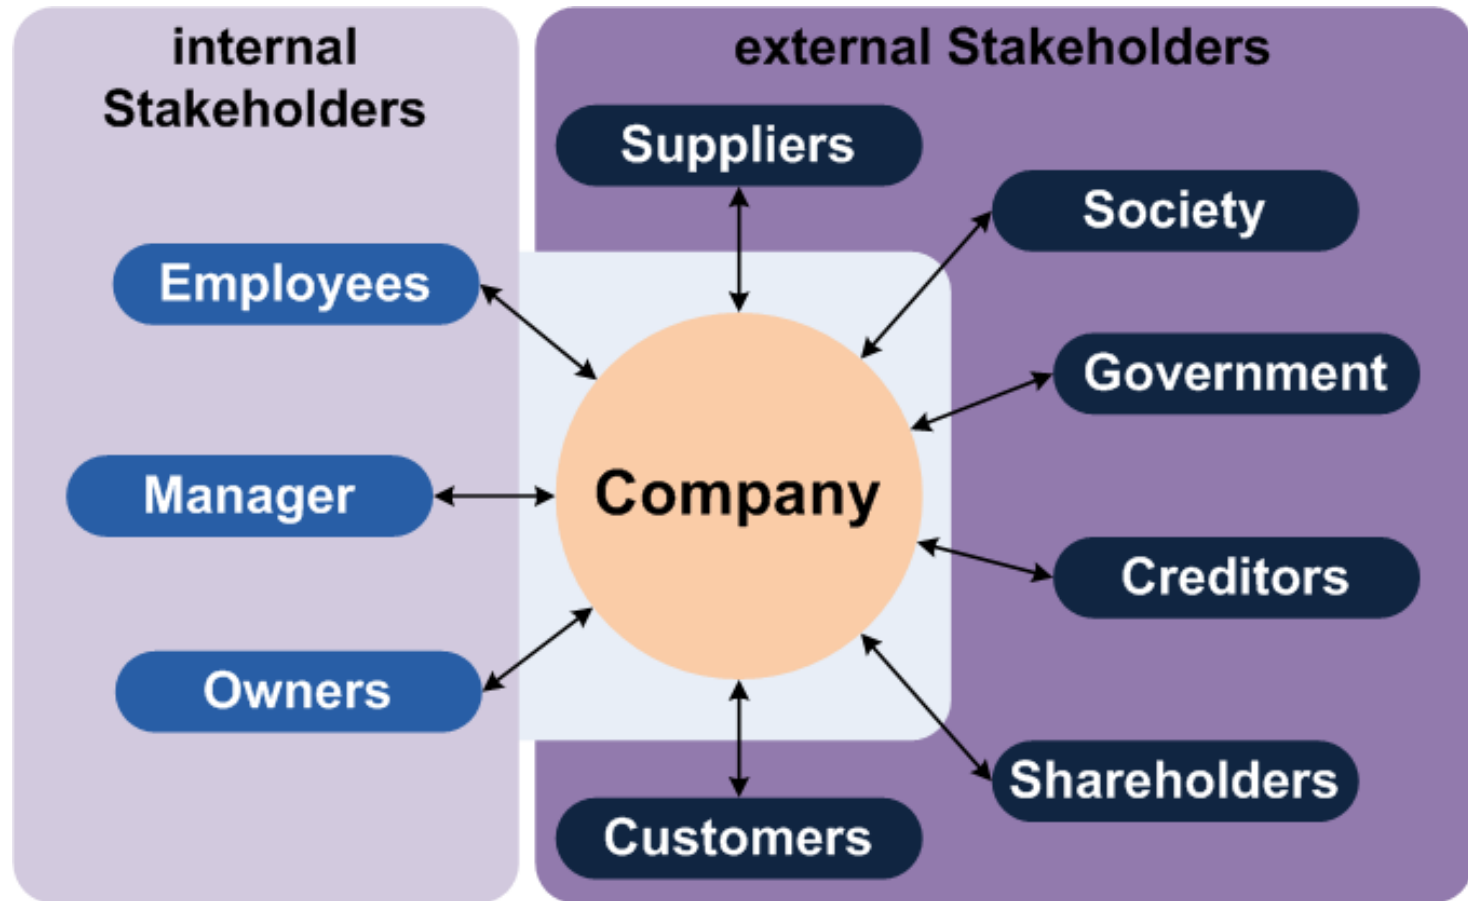 internal
Stakeholders
external Stakeholders
Suppliers
Society
Employees
Government
Manager
Company
Creditors
Owners
Shareholders
Customers